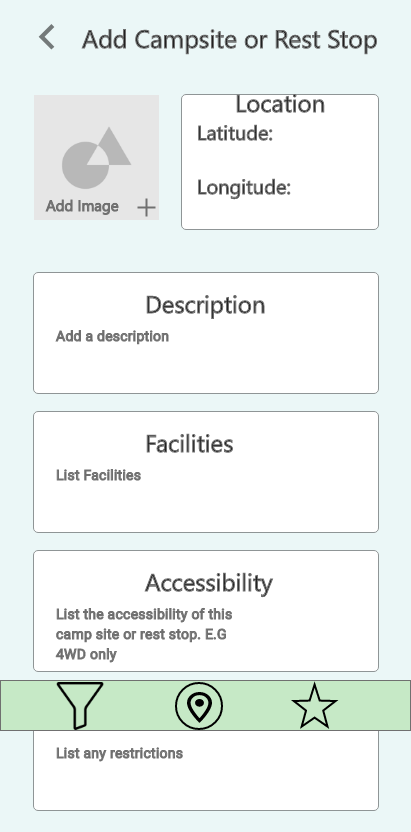 Add Campsite or Rest Stop
Location
Latitude:
Add Image
Longitude:
Description
Add a description
Facilities
List Facilities
Accessibility
List the accessibility of this
camp site or rest stop. E.G
4WD only
List any restrictions